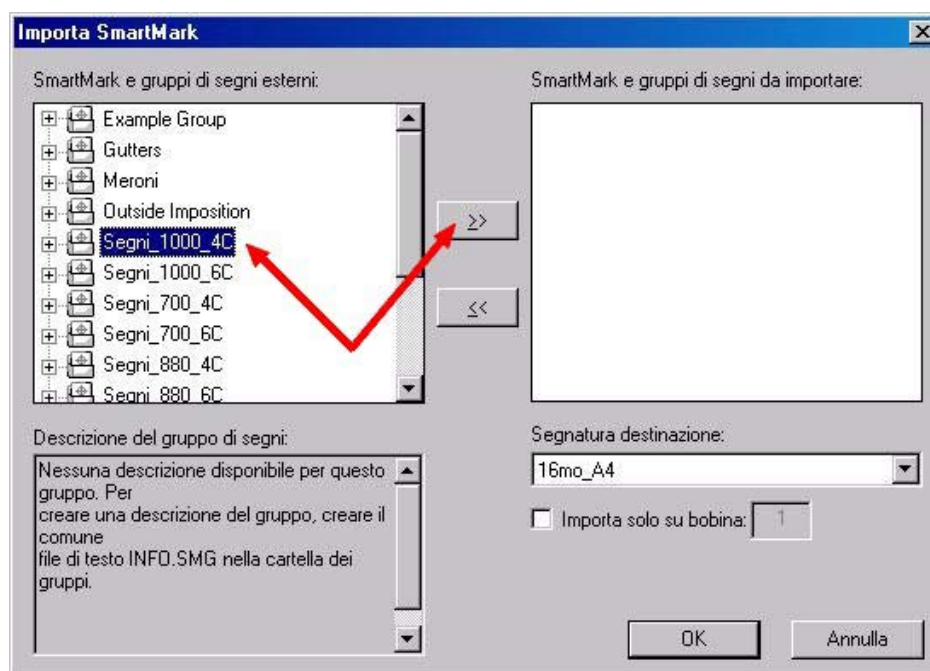 Importa SmartMark
SmartMark e gruppi di segni esterni:
Example Group
Gutters
Meroni
Outside Imposition
Segni_1000_4C
Segni_1000_6C
Segni_700_4C
Segni_700_6C
Segni_880_4C
Segni_880_6C
>>
<<
SmartMark e gruppi di segni da importare:
Descrizione del gruppo di segni:
Nessuna descrizione disponibile per questo
gruppo. Per
creare una descrizione del gruppo, creare il
comune
file di testo INFO.SMG nella cartella dei
gruppi.
Segnatura destinazione:
16mo_A4
Importa solo su bobina: 1
OK
Annulla